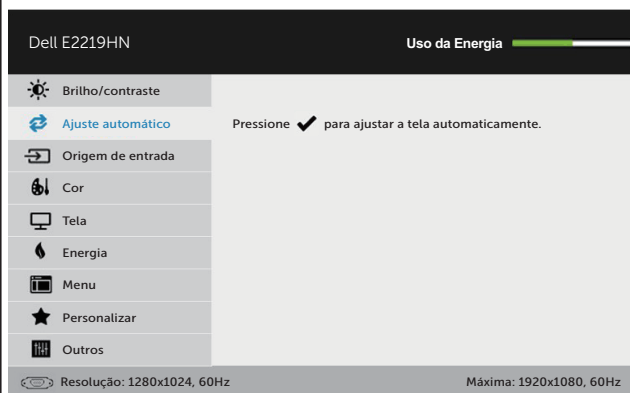 Dell E2219HN
Uso da Energia
Brilho/contraste
Ajuste automático
Pressione ✔ para ajustar a tela automaticamente.
Origem de entrada
Cor
Tela
Energia
Menu
Personalizar
Outros
Resolução: 1280x1024, 60Hz
Máxima: 1920x1080, 60Hz